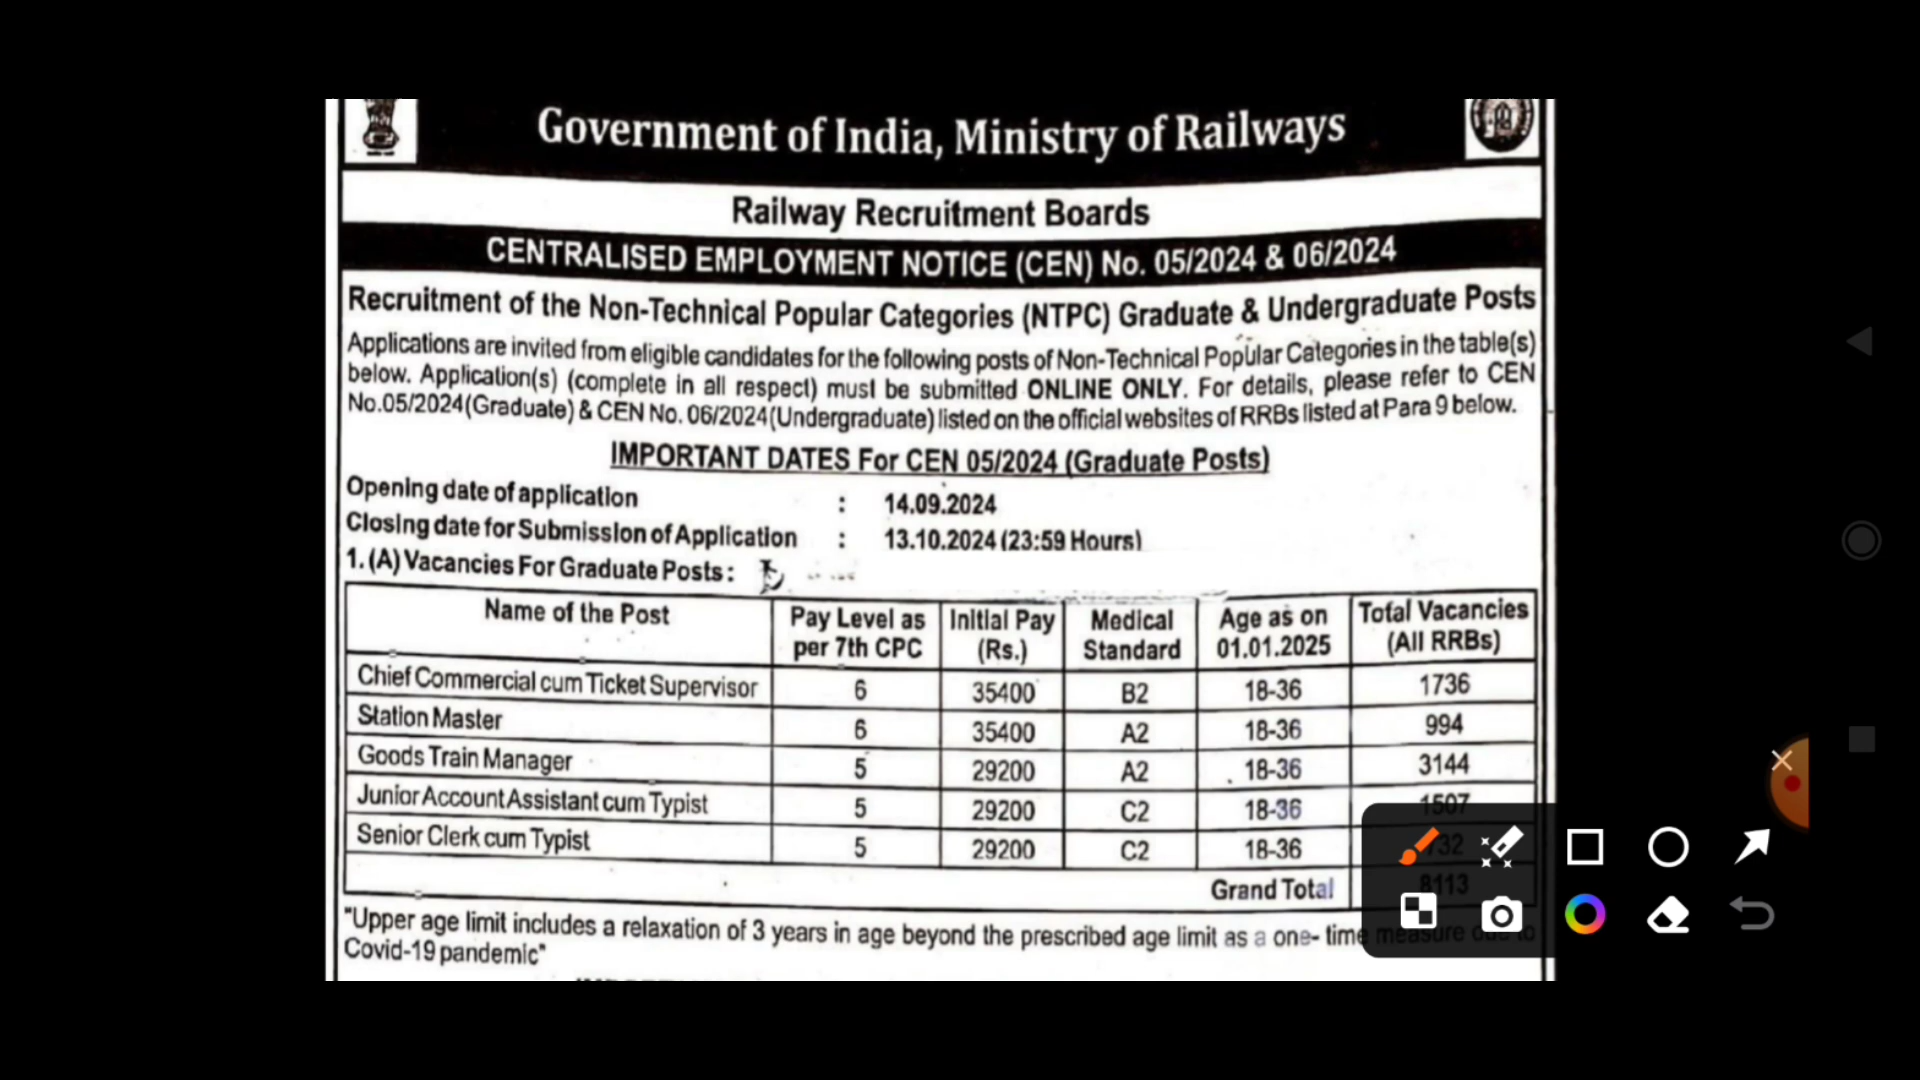 Government of India, Ministry of Railways
Railway Recruitment Boards
CENTRALISED EMPLOYMENT NOTICE (CEN) No. 05/2024 & 06/2024
Recruitment of the Non-Technical Popular Categories (NTPC) Graduate & Undergraduate Posts
Applications are invited from eligible candidates for the following posts of Non-Technical Popular Categories in the table(s)
below. Application(s) (complete in all respect) must be submitted ONLINE ONLY. For details, please refer to CEN
No.05/2024(Graduate) & CEN No. 06/2024(Undergraduate) listed on the official websites of RRBs listed at Para 9 below.
IMPORTANT DATES For CEN 05/2024 (Graduate Posts)
Opening date of application : 14.09.2024
Closing date for Submission of Application : 13.10.2024 (23:59 Hours)
1. (A) Vacancies For Graduate Posts :
Name of the Post Pay Level as per 7th CPC Initial Pay (Rs.) Medical Standard Age as on 01.01.2025 Total Vacancies (All RRBs)
Chief Commercial cum Ticket Supervisor 6 35400 B2 18-36 1736
Station Master 6 35400 A2 18-36 994
Goods Train Manager 5 29200 A2 18-36 3144
Junior Account Assistant cum Typist 5 29200 C2 18-36 1507
Senior Clerk cum Typist 5 29200 C2 18-36
Grand Total 8113
"Upper age limit includes a relaxation of 3 years in age beyond the prescribed age limit as a one- time measure due to
Covid-19 pandemic"